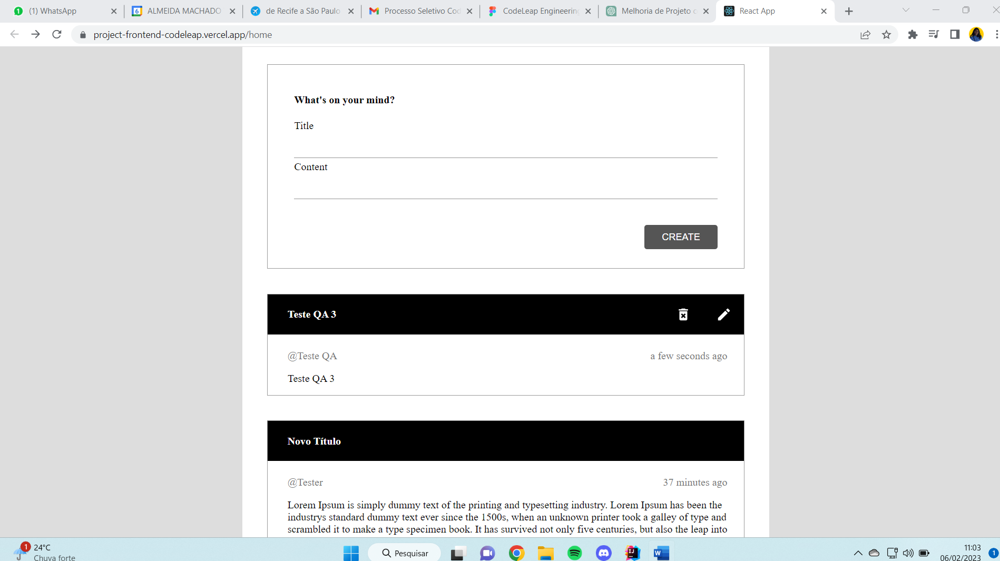 (1) WhatsApp
6
ALMEIDA MACHADO
de Recife a São Paulo
Processo Seletivo Cod
CodeLeap Engineering
Melhoria de Projeto c
React App
project-frontend-codeleap.vercel.app/home
What's on your mind?
Title
Content
CREATE
Teste QA 3
@Teste QA
a few seconds ago
Teste QA 3
Novo Título
@Tester
37 minutes ago
Lorem Ipsum is simply dummy text of the printing and typesetting industry. Lorem Ipsum has been the
industrys standard dummy text ever since the 1500s, when an unknown printer took a galley of type and
scrambled it to make a type specimen book. It has survived not only five centuries, but also the leap into
1
24°C
Chuva forte
Pesquisar
IJ
W
11:03
06/02/2023
1